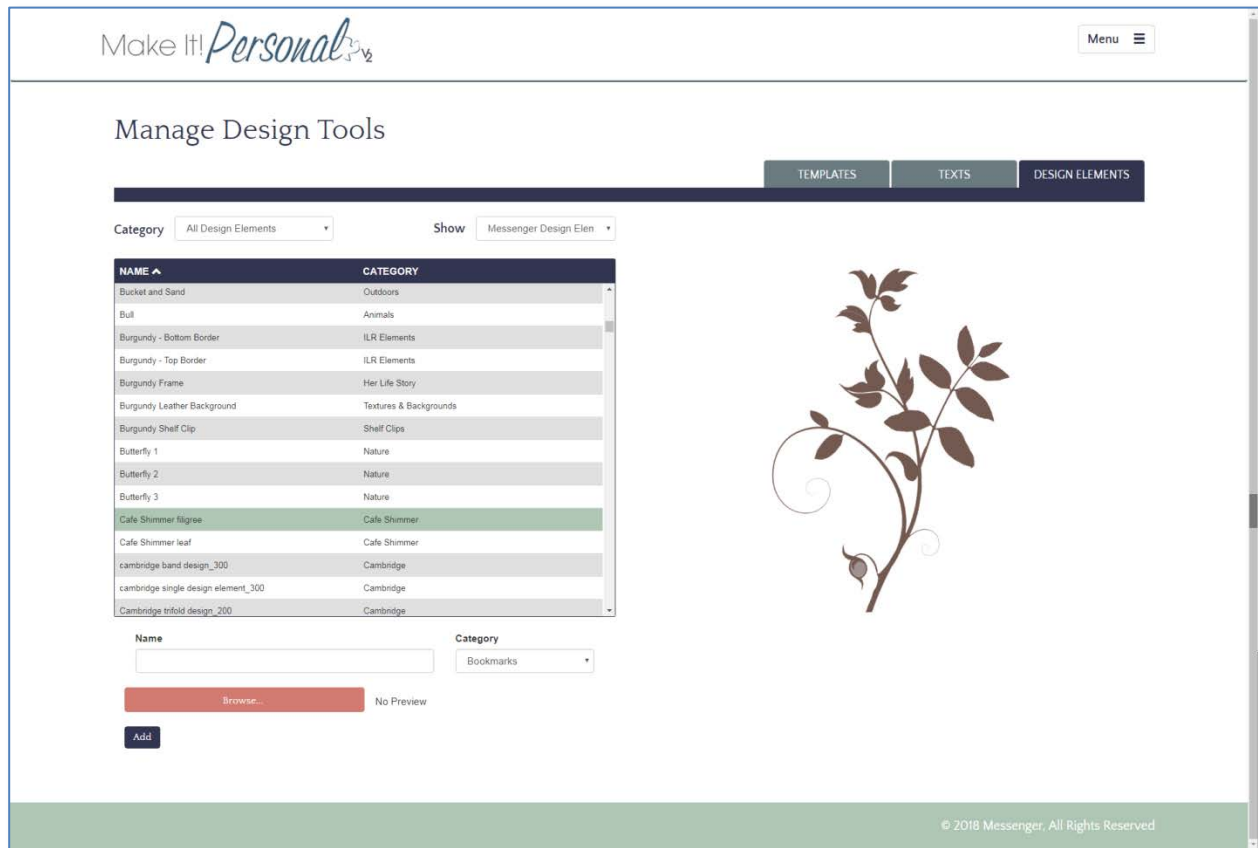 Make It! Personal V2
Menu
Manage Design Tools
TEMPLATES TEXTS DESIGN ELEMENTS
Category All Design Elements Show Messenger Design Elen
NAME CATEGORY
Bucket and Sand Outdoors
Bull Animals
Burgundy - Bottom Border ILR Elements
Burgundy - Top Border ILR Elements
Burgundy Frame Her Life Story
Burgundy Leather Background Textures & Backgrounds
Burgundy Shelf Clip Shelf Clips
Butterfly 1 Nature
Butterfly 2 Nature
Butterfly 3 Nature
Cafe Shimmer filigree Cafe Shimmer
Cafe Shimmer leaf Cafe Shimmer
cambridge band design_300 Cambridge
cambridge single design element_300 Cambridge
Cambridge trifold design_200 Cambridge
Name Category
Bookmarks
Browse... No Preview
Add
© 2018 Messenger, All Rights Reserved